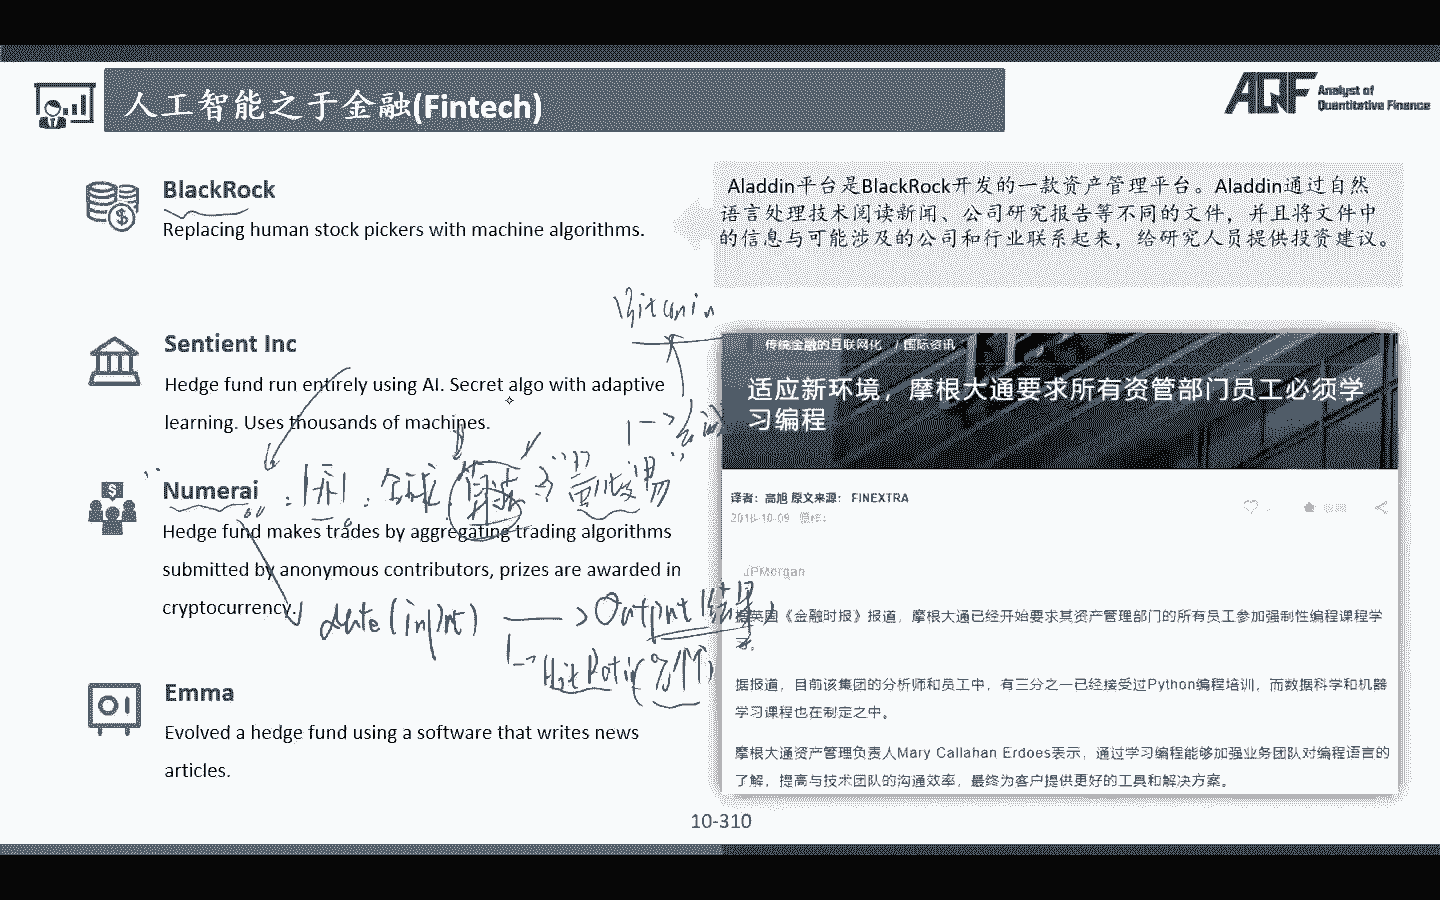 人工智能之于金融(Fintech)
AQF
Analyst of
Quantitative Finance
BlackRock
Replacing human stock pickers with machine algorithms.
Aladdin平台是BlackRock开发的一款资产管理平台。Aladdin通过自然
语言处理技术阅读新闻、公司研究报告等不同的文件，并且将文件中
的信息与可能涉及的公司和行业联系起来，给研究人员提供投资建议。
Sentient Inc
Hedge fund run entirely using AI. Secret algo with adaptive
learning. Uses thousands of machines.
Numerai
Hedge fund makes trades by aggregating trading algorithms
submitted by anonymous contributors, prizes are awarded in
cryptocurrency.
Output 结果
Hit Ratio
Emma
Evolved a hedge fund using a software that writes news
articles.
传统金融的互联网化 / 国际资讯
适应新环境，摩根大通要求所有资管部门员工必须学
习编程
译者：高旭 原文来源： FINEXTRA
2018-10-09
JPMorgan
据英国《金融时报》报道，摩根大通已经开始要求其资产管理部门的所有员工参加强制性编程课程学
习。
据报道，目前该集团的分析师和员工中，有三分之一已经接受过Python编程培训，而数据科学和机器
学习课程也在制定之中。
摩根大通资产管理负责人Mary Callahan Erdoes表示，通过学习编程能够加强业务团队对编程语言的
了解，提高与技术团队的沟通效率，最终为客户提供更好的工具和解决方案。
10-310